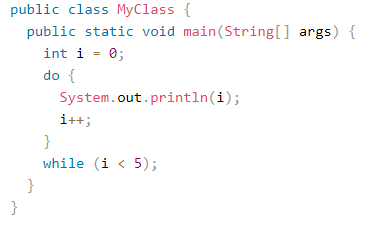 public class MyClass {
  public static void main(String[] args) {
    int i = 0;
    do {
      System.out.println(i);
      i++;
    }
    while (i < 5);
  }
}